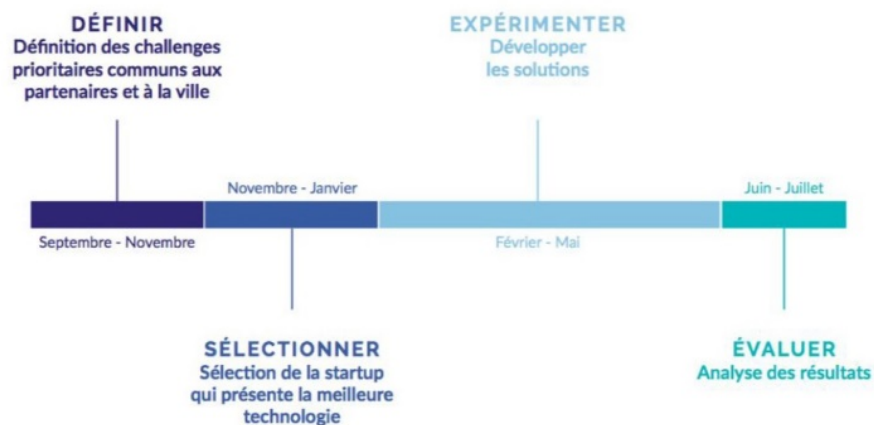 DÉFINIR
Définition des challenges
prioritaires communs aux
partenaires et à la ville
EXPÉRIMENTER
Développer
les solutions
Novembre - Janvier
Juin - Juillet
Septembre - Novembre
Février - Mai
SÉLECTIONNER
Sélection de la startup
qui présente la meilleure
technologie
ÉVALUER
Analyse des résultats